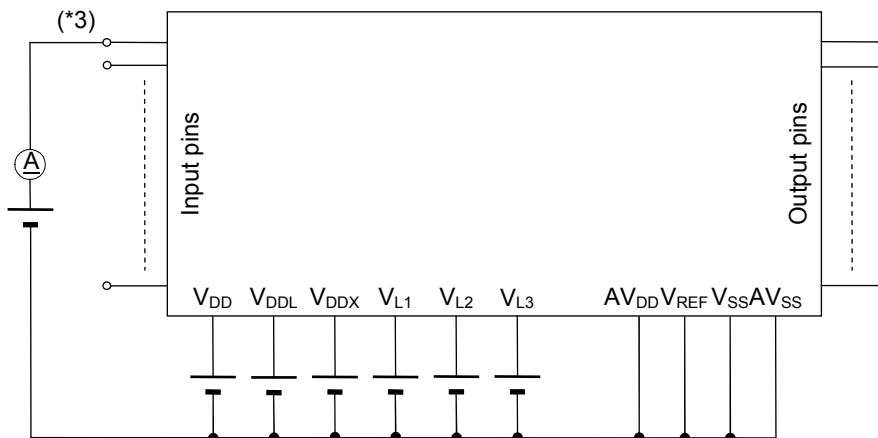 (*3)
A
Input pins
Output pins
VDD VDDL VDDX VL1 VL2 VL3 AVDD VREF VSS AVSS